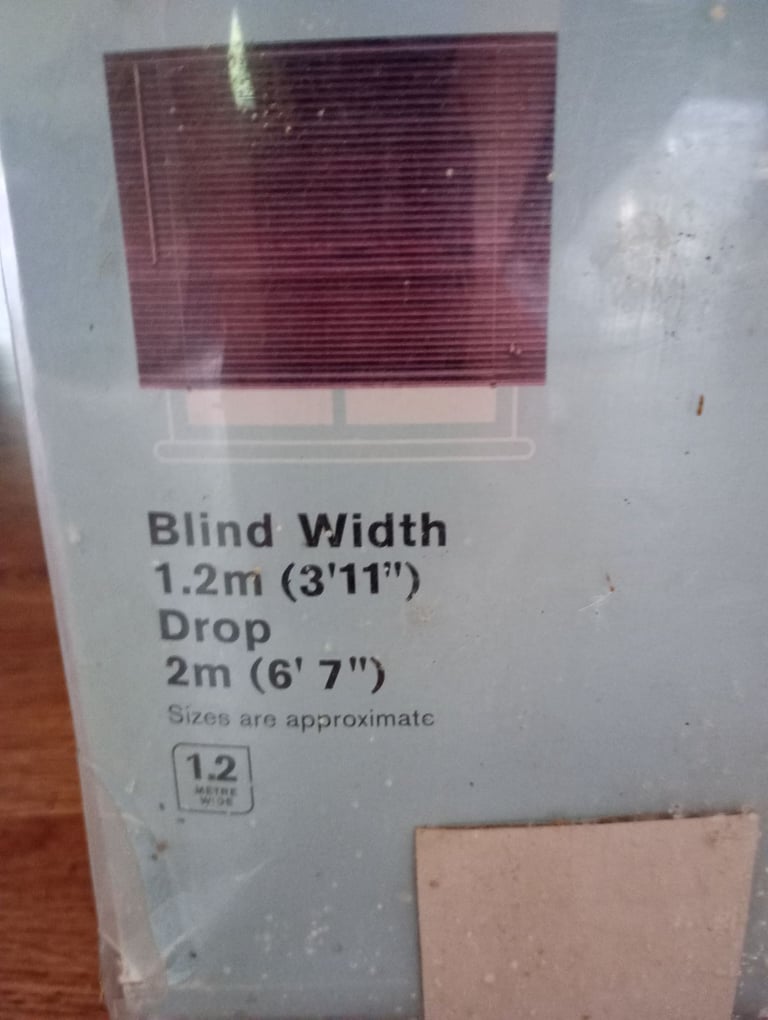 Blind Width
1.2m (3'11")
Drop
2m (6' 7")
Sizes are approximate
1.2
METRE
WIDE